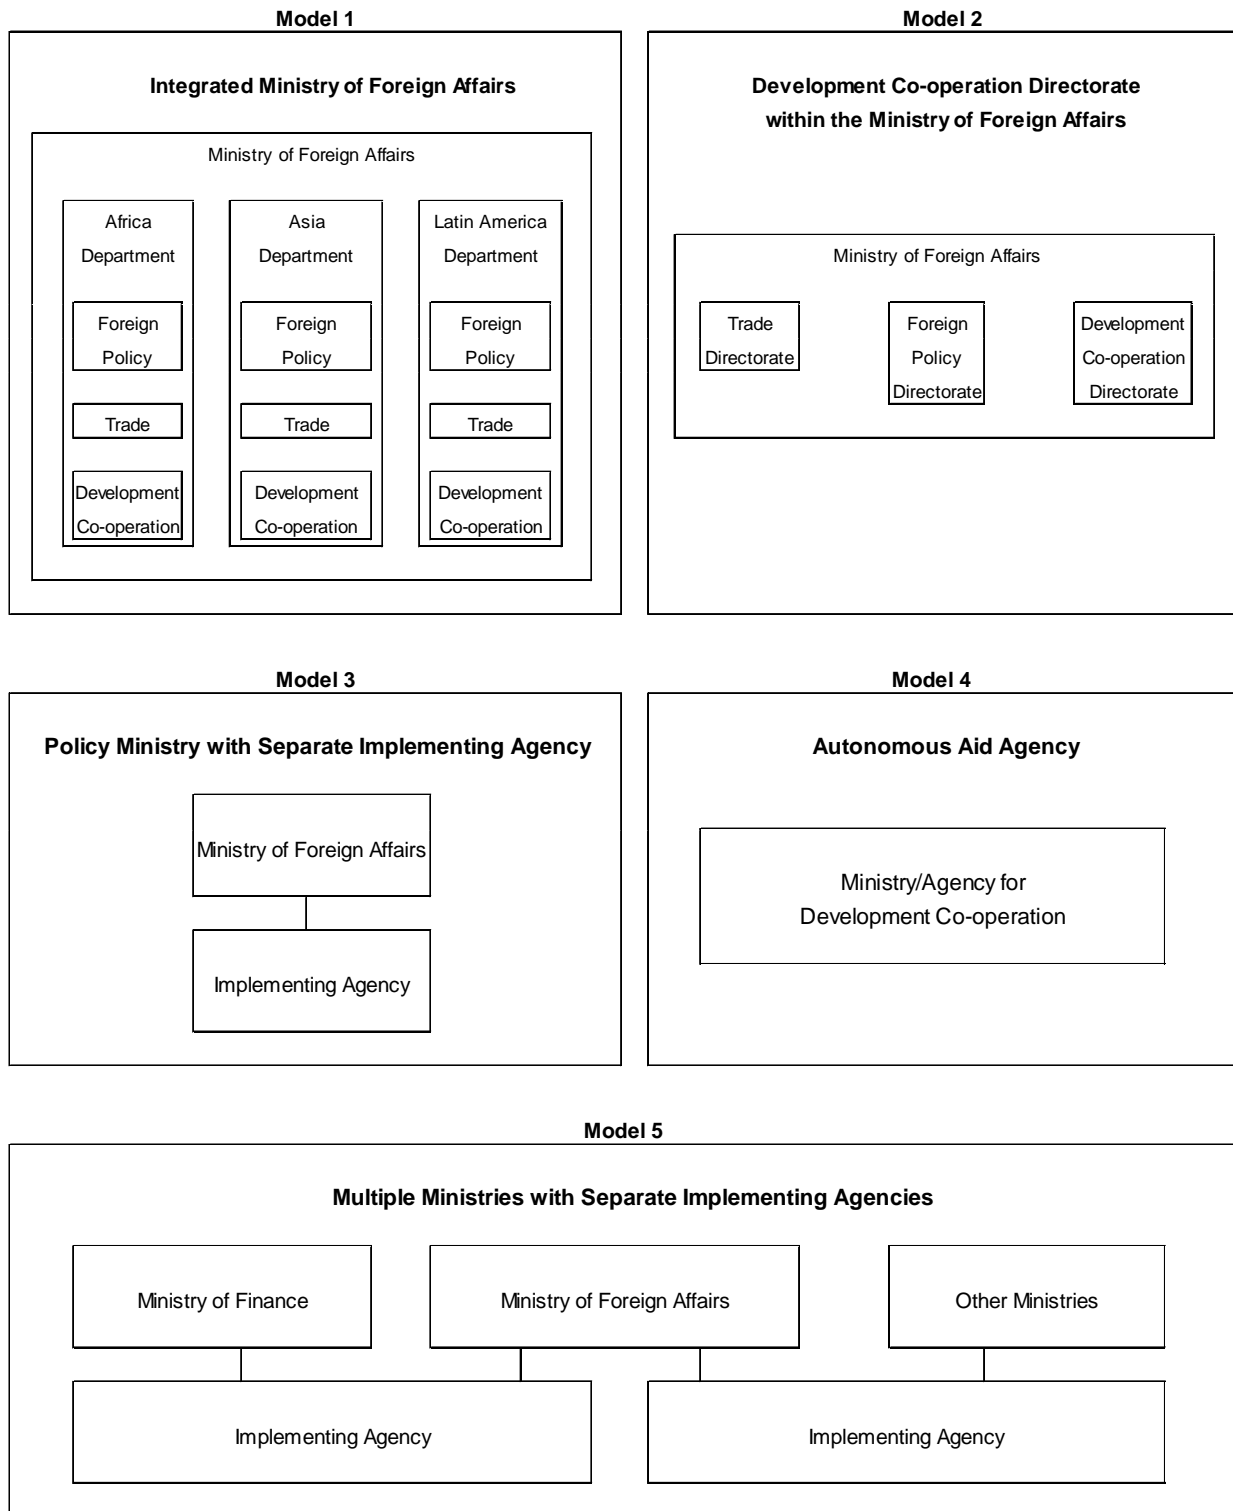 Model 1
Integrated Ministry of Foreign Affairs
Ministry of Foreign Affairs
Africa
Department
Foreign
Policy
Trade
Development
Co-operation
Asia
Department
Foreign
Policy
Trade
Development
Co-operation
Latin America
Department
Foreign
Policy
Trade
Development
Co-operation
Model 2
Development Co-operation Directorate
within the Ministry of Foreign Affairs
Ministry of Foreign Affairs
Trade
Directorate
Foreign
Policy
Directorate
Development
Co-operation
Directorate
Model 3
Policy Ministry with Separate Implementing Agency
Ministry of Foreign Affairs
Implementing Agency
Model 4
Autonomous Aid Agency
Ministry/Agency for
Development Co-operation
Model 5
Multiple Ministries with Separate Implementing Agencies
Ministry of Finance
Ministry of Foreign Affairs
Other Ministries
Implementing Agency
Implementing Agency